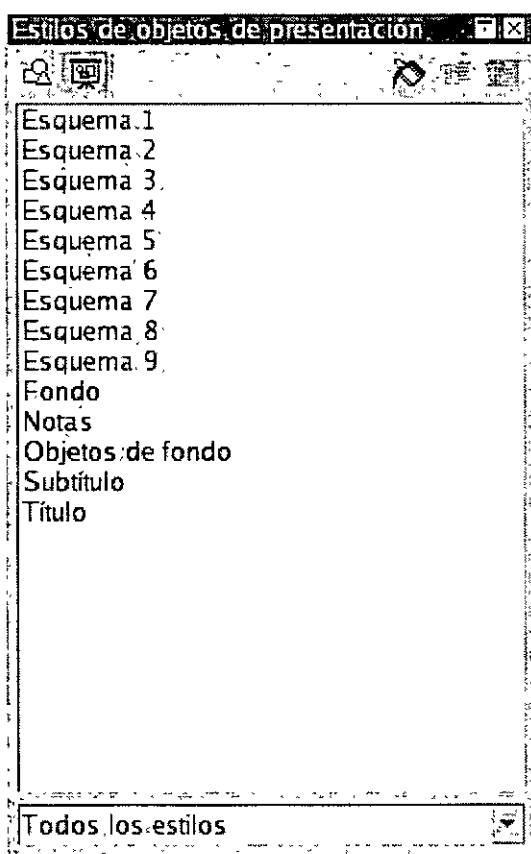 Estilos de objetos de presentación
Esquema 1
Esquema 2
Esquema 3
Esquema 4
Esquema 5
Esquema 6
Esquema 7
Esquema 8
Esquema 9
Fondo
Notas
Objetos de fondo
Subtítulo
Título
Todos los estilos